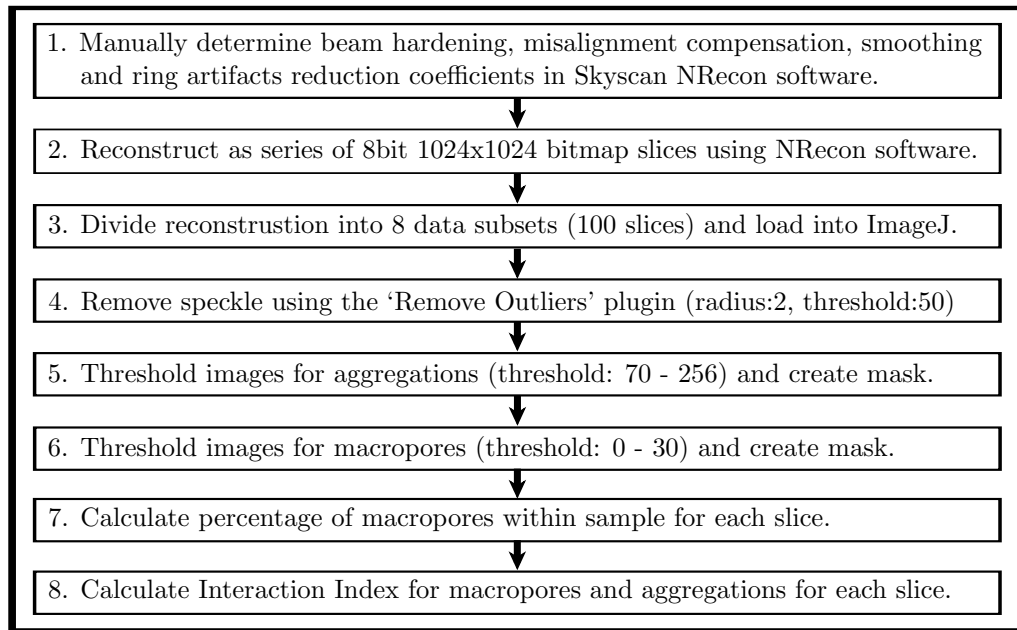 1. Manually determine beam hardening, misalignment compensation, smoothing
and ring artifacts reduction coefficients in Skyscan NRecon software.
2. Reconstruct as series of 8bit 1024x1024 bitmap slices using NRecon software.
3. Divide reconstrustion into 8 data subsets (100 slices) and load into ImageJ.
4. Remove speckle using the ‘Remove Outliers’ plugin (radius:2, threshold:50)
5. Threshold images for aggregations (threshold: 70 - 256) and create mask.
6. Threshold images for macropores (threshold: 0 - 30) and create mask.
7. Calculate percentage of macropores within sample for each slice.
8. Calculate Interaction Index for macropores and aggregations for each slice.